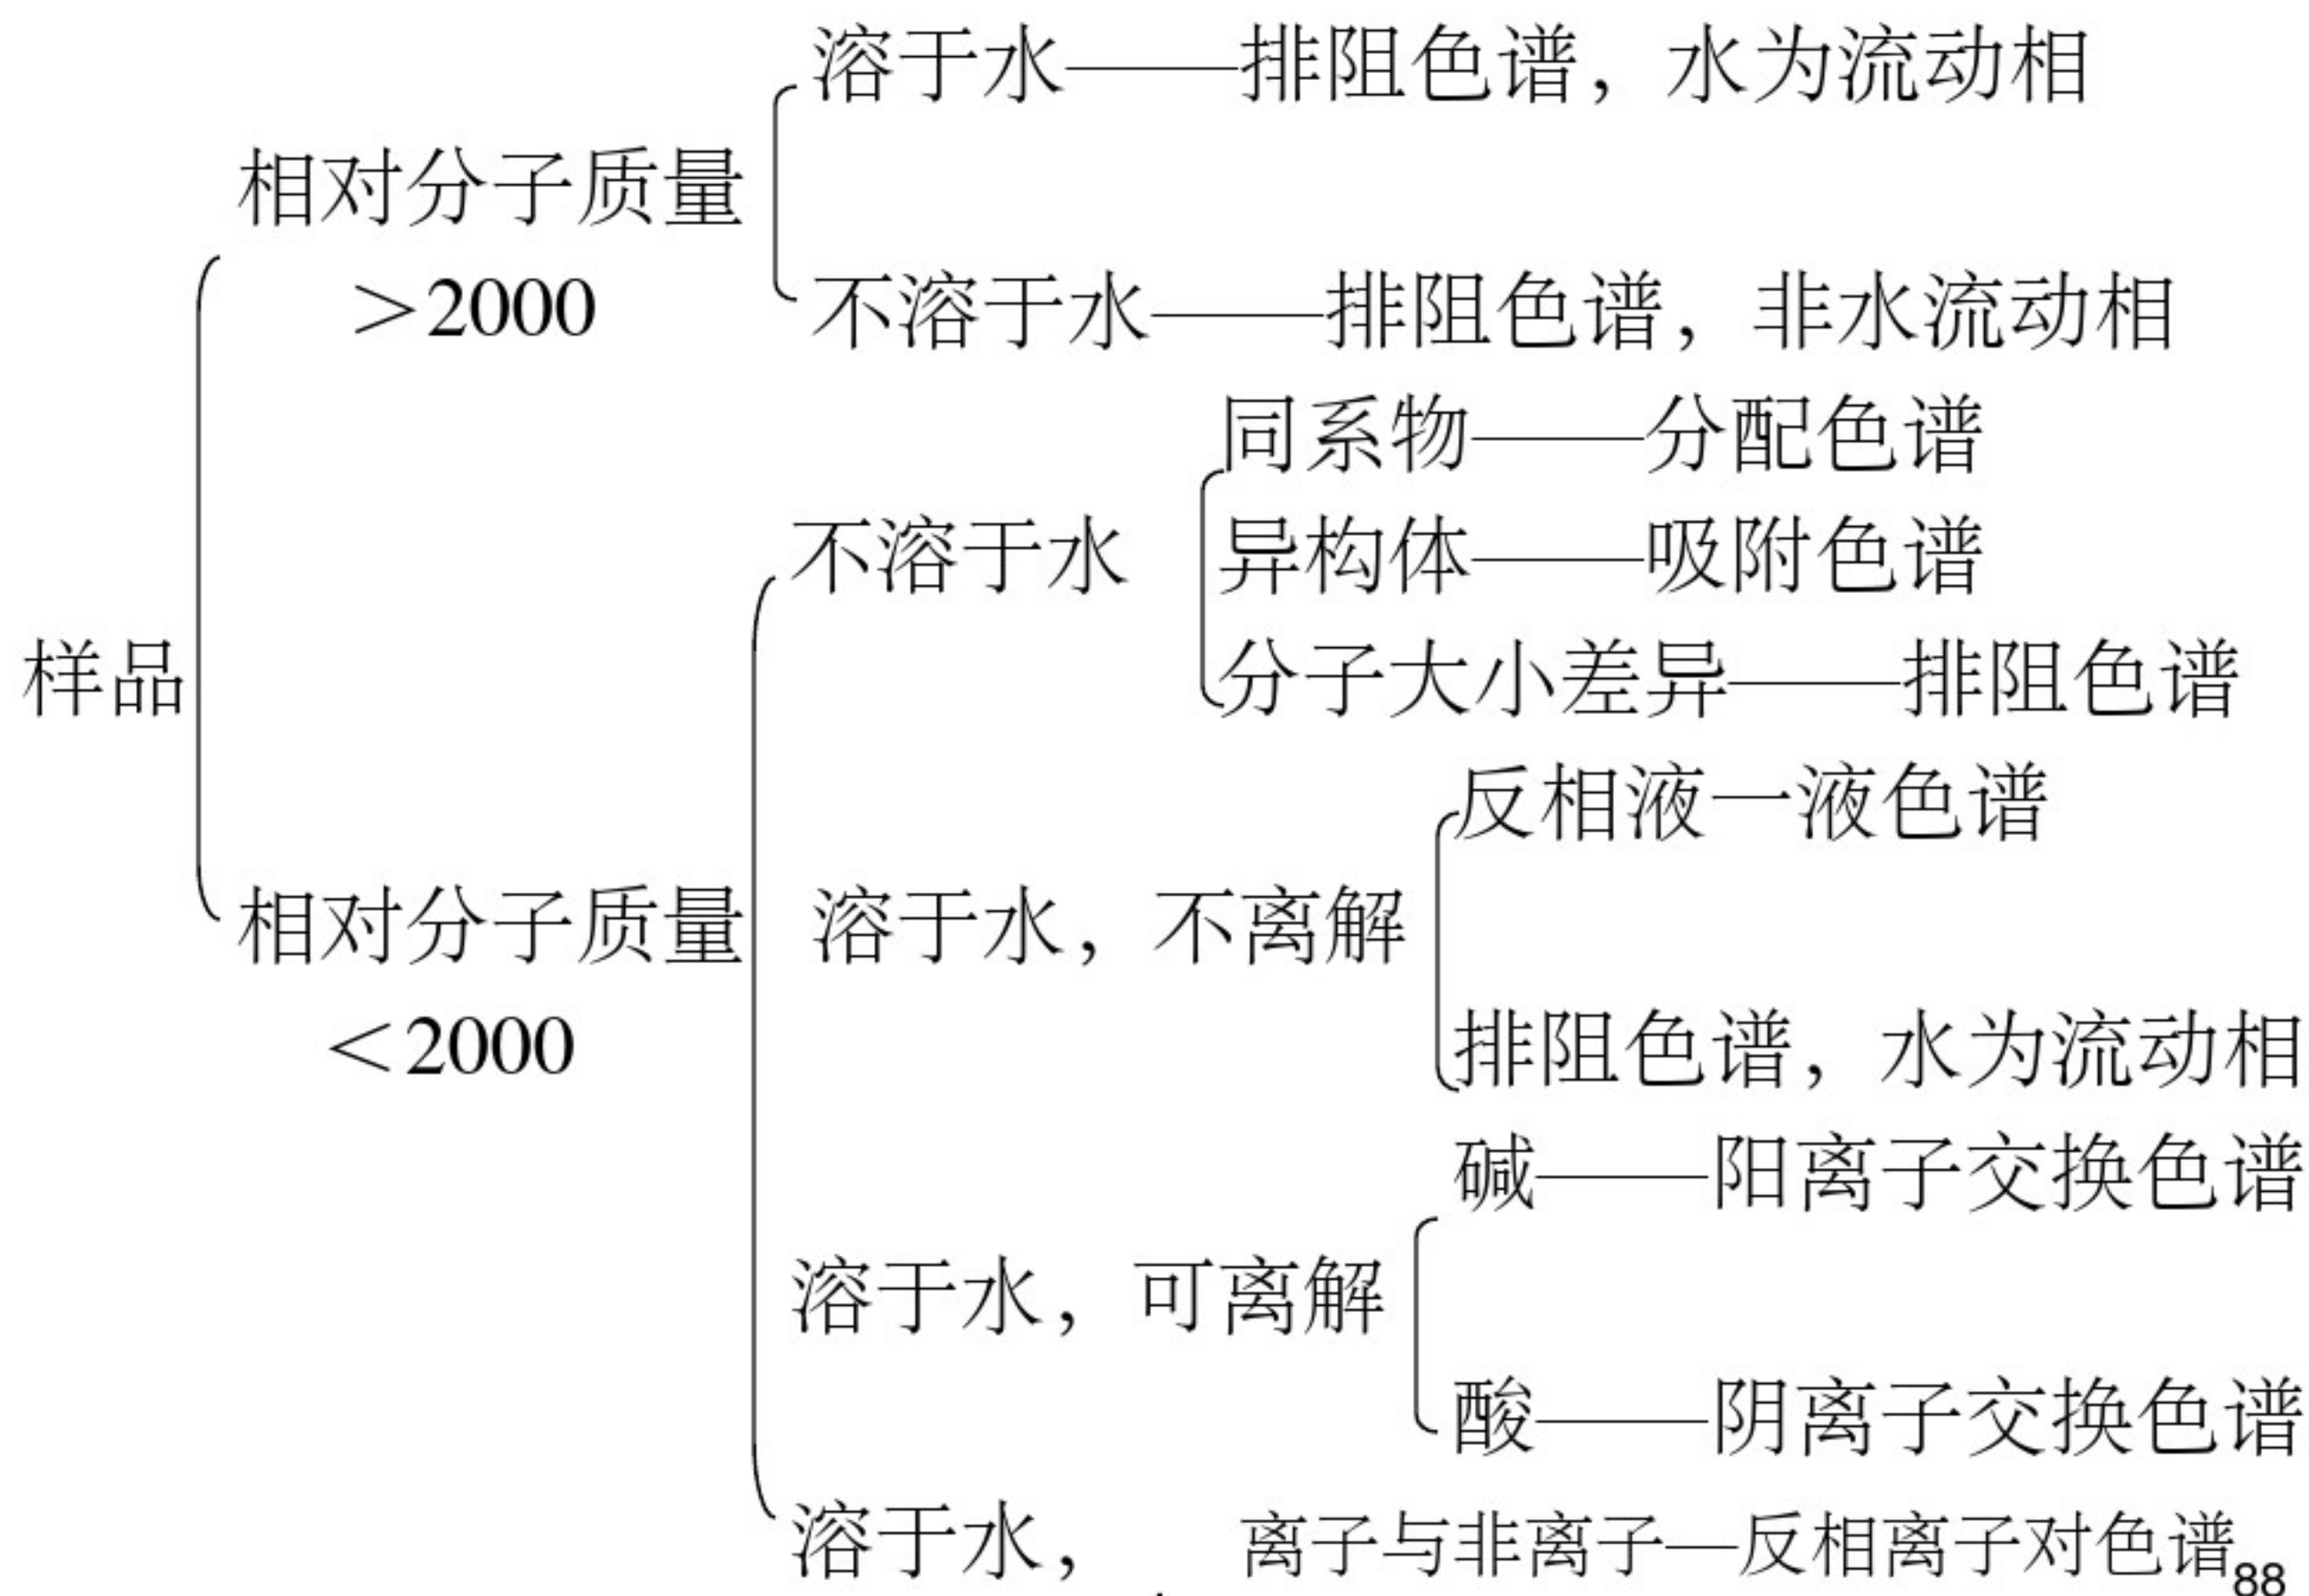 溶于水——排阻色谱，水为流动相
相对分子质量
>2000
不溶于水——排阻色谱，非水流动相
同系物——分配色谱
不溶于水
异构体——吸附色谱
样品
分子大小差异——排阻色谱
反相液一液色谱
相对分子质量
溶于水，不离解
<2000
排阻色谱，水为流动相
碱——阳离子交换色谱
溶于水，可离解
酸——阴离子交换色谱
溶于水，
离子与非离子—反相离子对色谱
88